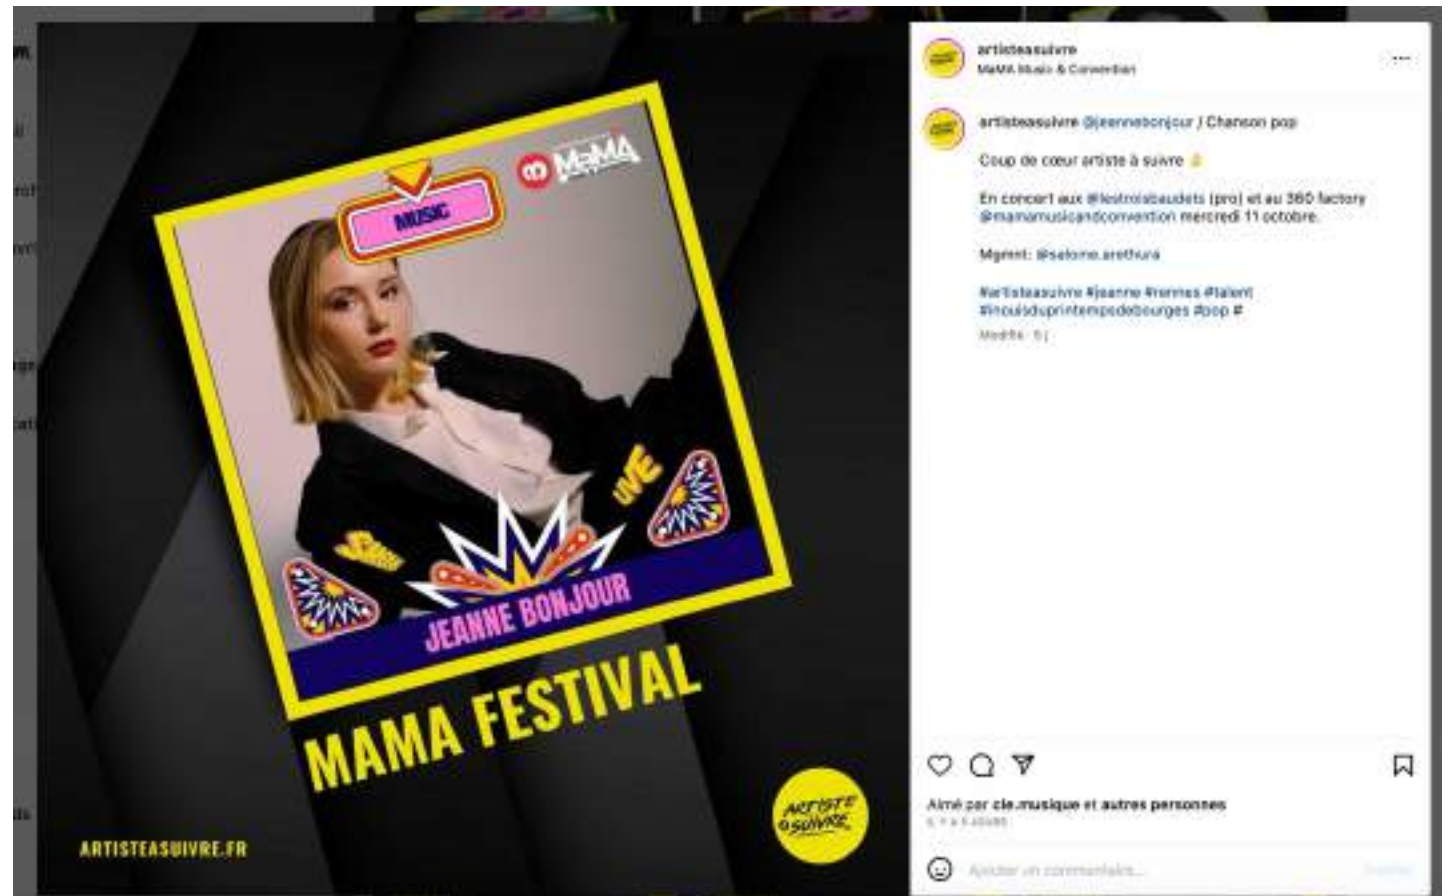 MaMA
MUSIC
LIVE
JEANNE BONJOUR
MAMA FESTIVAL
ARTISTE
À SUIVRE
ARTISTEASUIVRE.FR
artisteasuivre
MaMA Music & Convention
artisteasuivre @jeannebonjour / Chanson pop
Coup de cœur artiste à suivre
En concert aux @lestroisbaudets (pro) et au 360 factory
@mamamusicandconvention mercredi 11 octobre.
Mgmnt: @salome.arethura
#artisteasuivre #jeanne #rennes #talent
#inouisduprintempsdebourges #pop #
Modifié · 5 j
Aimé par cle.musique et autres personnes
Ajouter un commentaire...